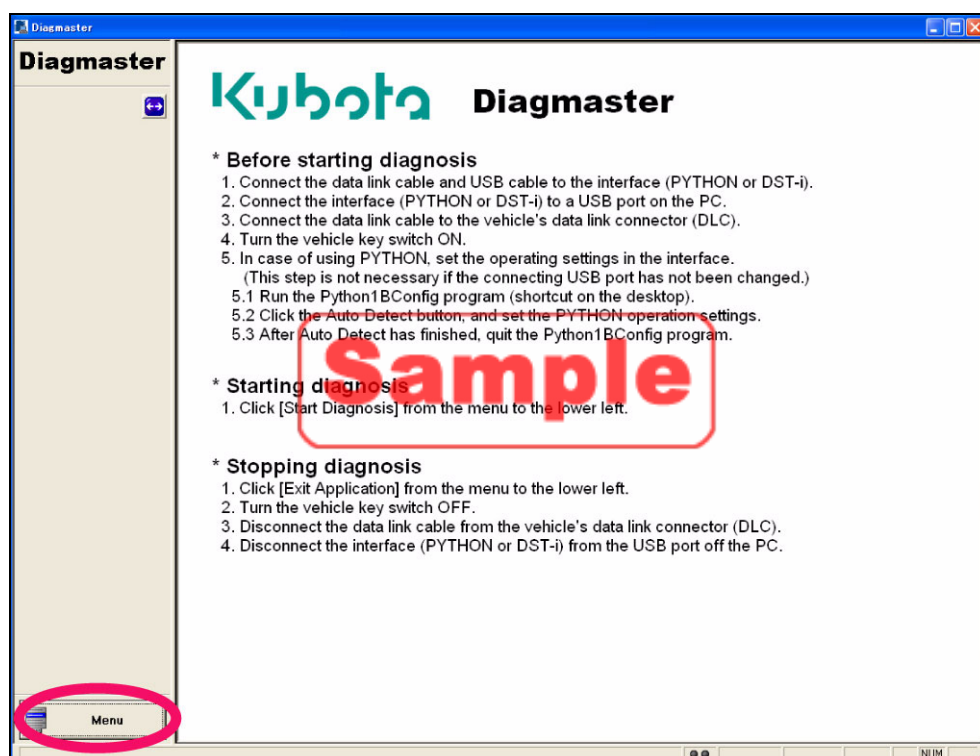 Diagmaster
Diagmaster
Kubota Diagmaster
* Before starting diagnosis
1. Connect the data link cable and USB cable to the interface (PYTHON or DST-i).
2. Connect the interface (PYTHON or DST-i) to a USB port on the PC.
3. Connect the data link cable to the vehicle's data link connector (DLC).
4. Turn the vehicle key switch ON.
5. In case of using PYTHON, set the operating settings in the interface.
(This step is not necessary if the connecting USB port has not been changed.)
5.1 Run the Python1BConfig program (shortcut on the desktop).
5.2 Click the Auto Detect button, and set the PYTHON operation settings.
5.3 After Auto Detect has finished, quit the Python1BConfig program.
Sample
* Starting diagnosis
1. Click [Start Diagnosis] from the menu to the lower left.
* Stopping diagnosis
1. Click [Exit Application] from the menu to the lower left.
2. Turn the vehicle key switch OFF.
3. Disconnect the data link cable from the vehicle's data link connector (DLC).
4. Disconnect the interface (PYTHON or DST-i) from the USB port off the PC.
Menu
NUM